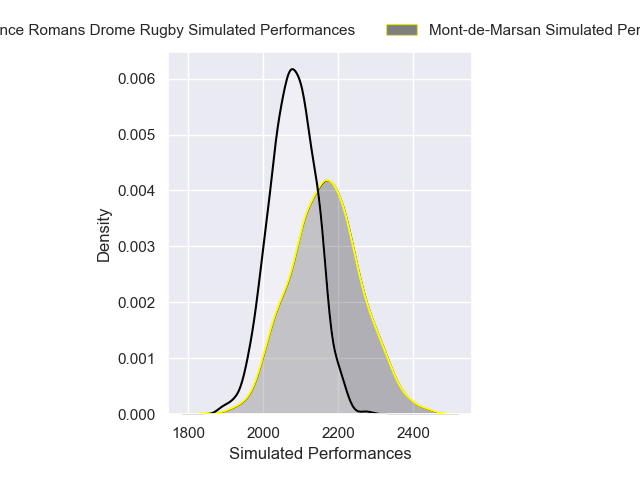 nce Romans Drome Rugby Simulated Performances
Mont-de-Marsan Simulated Per
0.006
0.005
0.004
0.003
0.002
0.001
0.000
Density
1800 2000 2200 2400
Simulated Performances